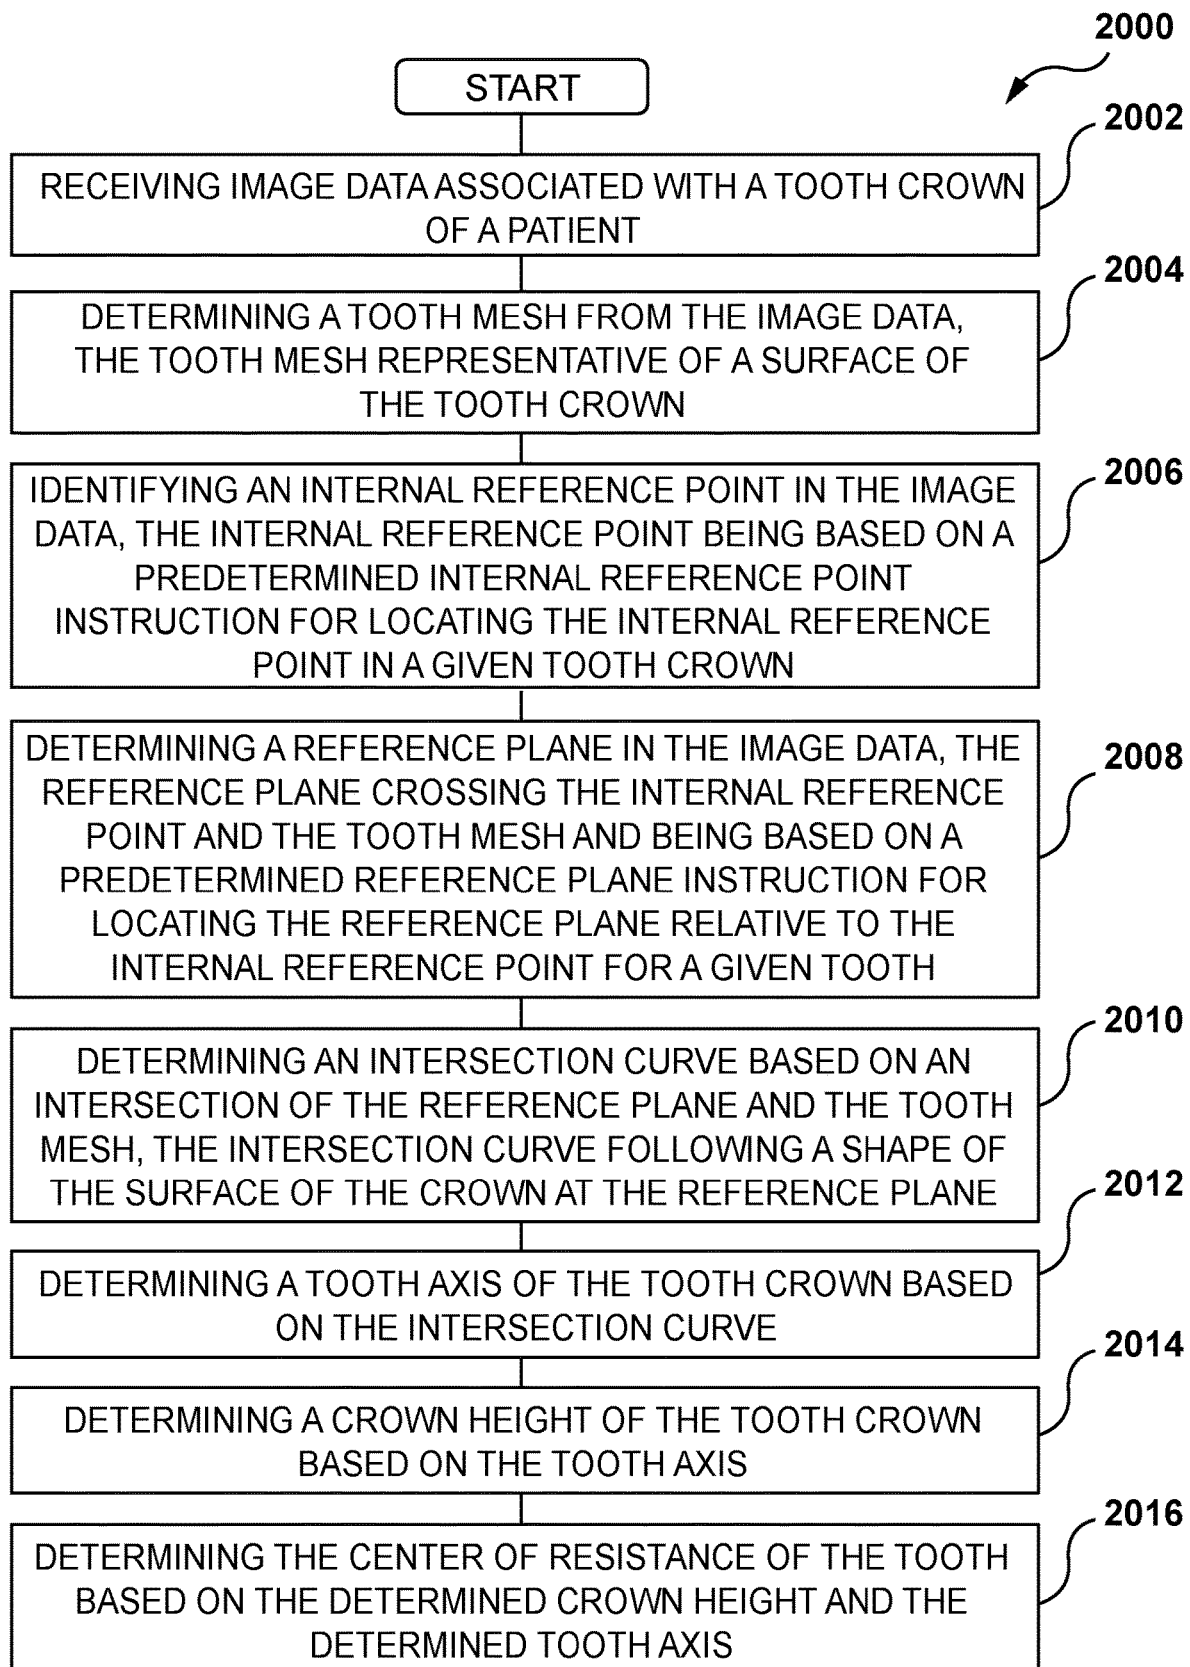 2000
START
2002
RECEIVING IMAGE DATA ASSOCIATED WITH A TOOTH CROWN
OF A PATIENT
2004
DETERMINING A TOOTH MESH FROM THE IMAGE DATA,
THE TOOTH MESH REPRESENTATIVE OF A SURFACE OF
THE TOOTH CROWN
2006
IDENTIFYING AN INTERNAL REFERENCE POINT IN THE IMAGE
DATA, THE INTERNAL REFERENCE POINT BEING BASED ON A
PREDETERMINED INTERNAL REFERENCE POINT
INSTRUCTION FOR LOCATING THE INTERNAL REFERENCE
POINT IN A GIVEN TOOTH CROWN
2008
DETERMINING A REFERENCE PLANE IN THE IMAGE DATA, THE
REFERENCE PLANE CROSSING THE INTERNAL REFERENCE
POINT AND THE TOOTH MESH AND BEING BASED ON A
PREDETERMINED REFERENCE PLANE INSTRUCTION FOR
LOCATING THE REFERENCE PLANE RELATIVE TO THE
INTERNAL REFERENCE POINT FOR A GIVEN TOOTH
2010
DETERMINING AN INTERSECTION CURVE BASED ON AN
INTERSECTION OF THE REFERENCE PLANE AND THE TOOTH
MESH, THE INTERSECTION CURVE FOLLOWING A SHAPE OF
THE SURFACE OF THE CROWN AT THE REFERENCE PLANE
2012
DETERMINING A TOOTH AXIS OF THE TOOTH CROWN BASED
ON THE INTERSECTION CURVE
2014
DETERMINING A CROWN HEIGHT OF THE TOOTH CROWN
BASED ON THE TOOTH AXIS
2016
DETERMINING THE CENTER OF RESISTANCE OF THE TOOTH
BASED ON THE DETERMINED CROWN HEIGHT AND THE
DETERMINED TOOTH AXIS